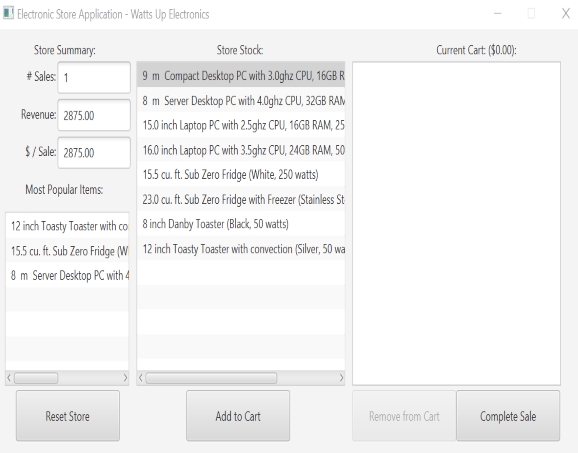 Electronic Store Application - Watts Up Electronics
Store Summary:
# Sales: 1
Revenue: 2875.00
$ / Sale: 2875.00
Most Popular Items:
12 inch Toasty Toaster with co
15.5 cu. ft. Sub Zero Fridge (W
8 m Server Desktop PC with 4
Reset Store
Store Stock:
9 m Compact Desktop PC with 3.0ghz CPU, 16GB R
8 m Server Desktop PC with 4.0ghz CPU, 32GB RAM
15.0 inch Laptop PC with 2.5ghz CPU, 16GB RAM, 25
16.0 inch Laptop PC with 3.5ghz CPU, 24GB RAM, 50
15.5 cu. ft. Sub Zero Fridge (White, 250 watts)
23.0 cu. ft. Sub Zero Fridge with Freezer (Stainless St
8 inch Danby Toaster (Black, 50 watts)
12 inch Toasty Toaster with convection (Silver, 50 wa
Add to Cart
Current Cart: ($0.00):
Remove from Cart
Complete Sale